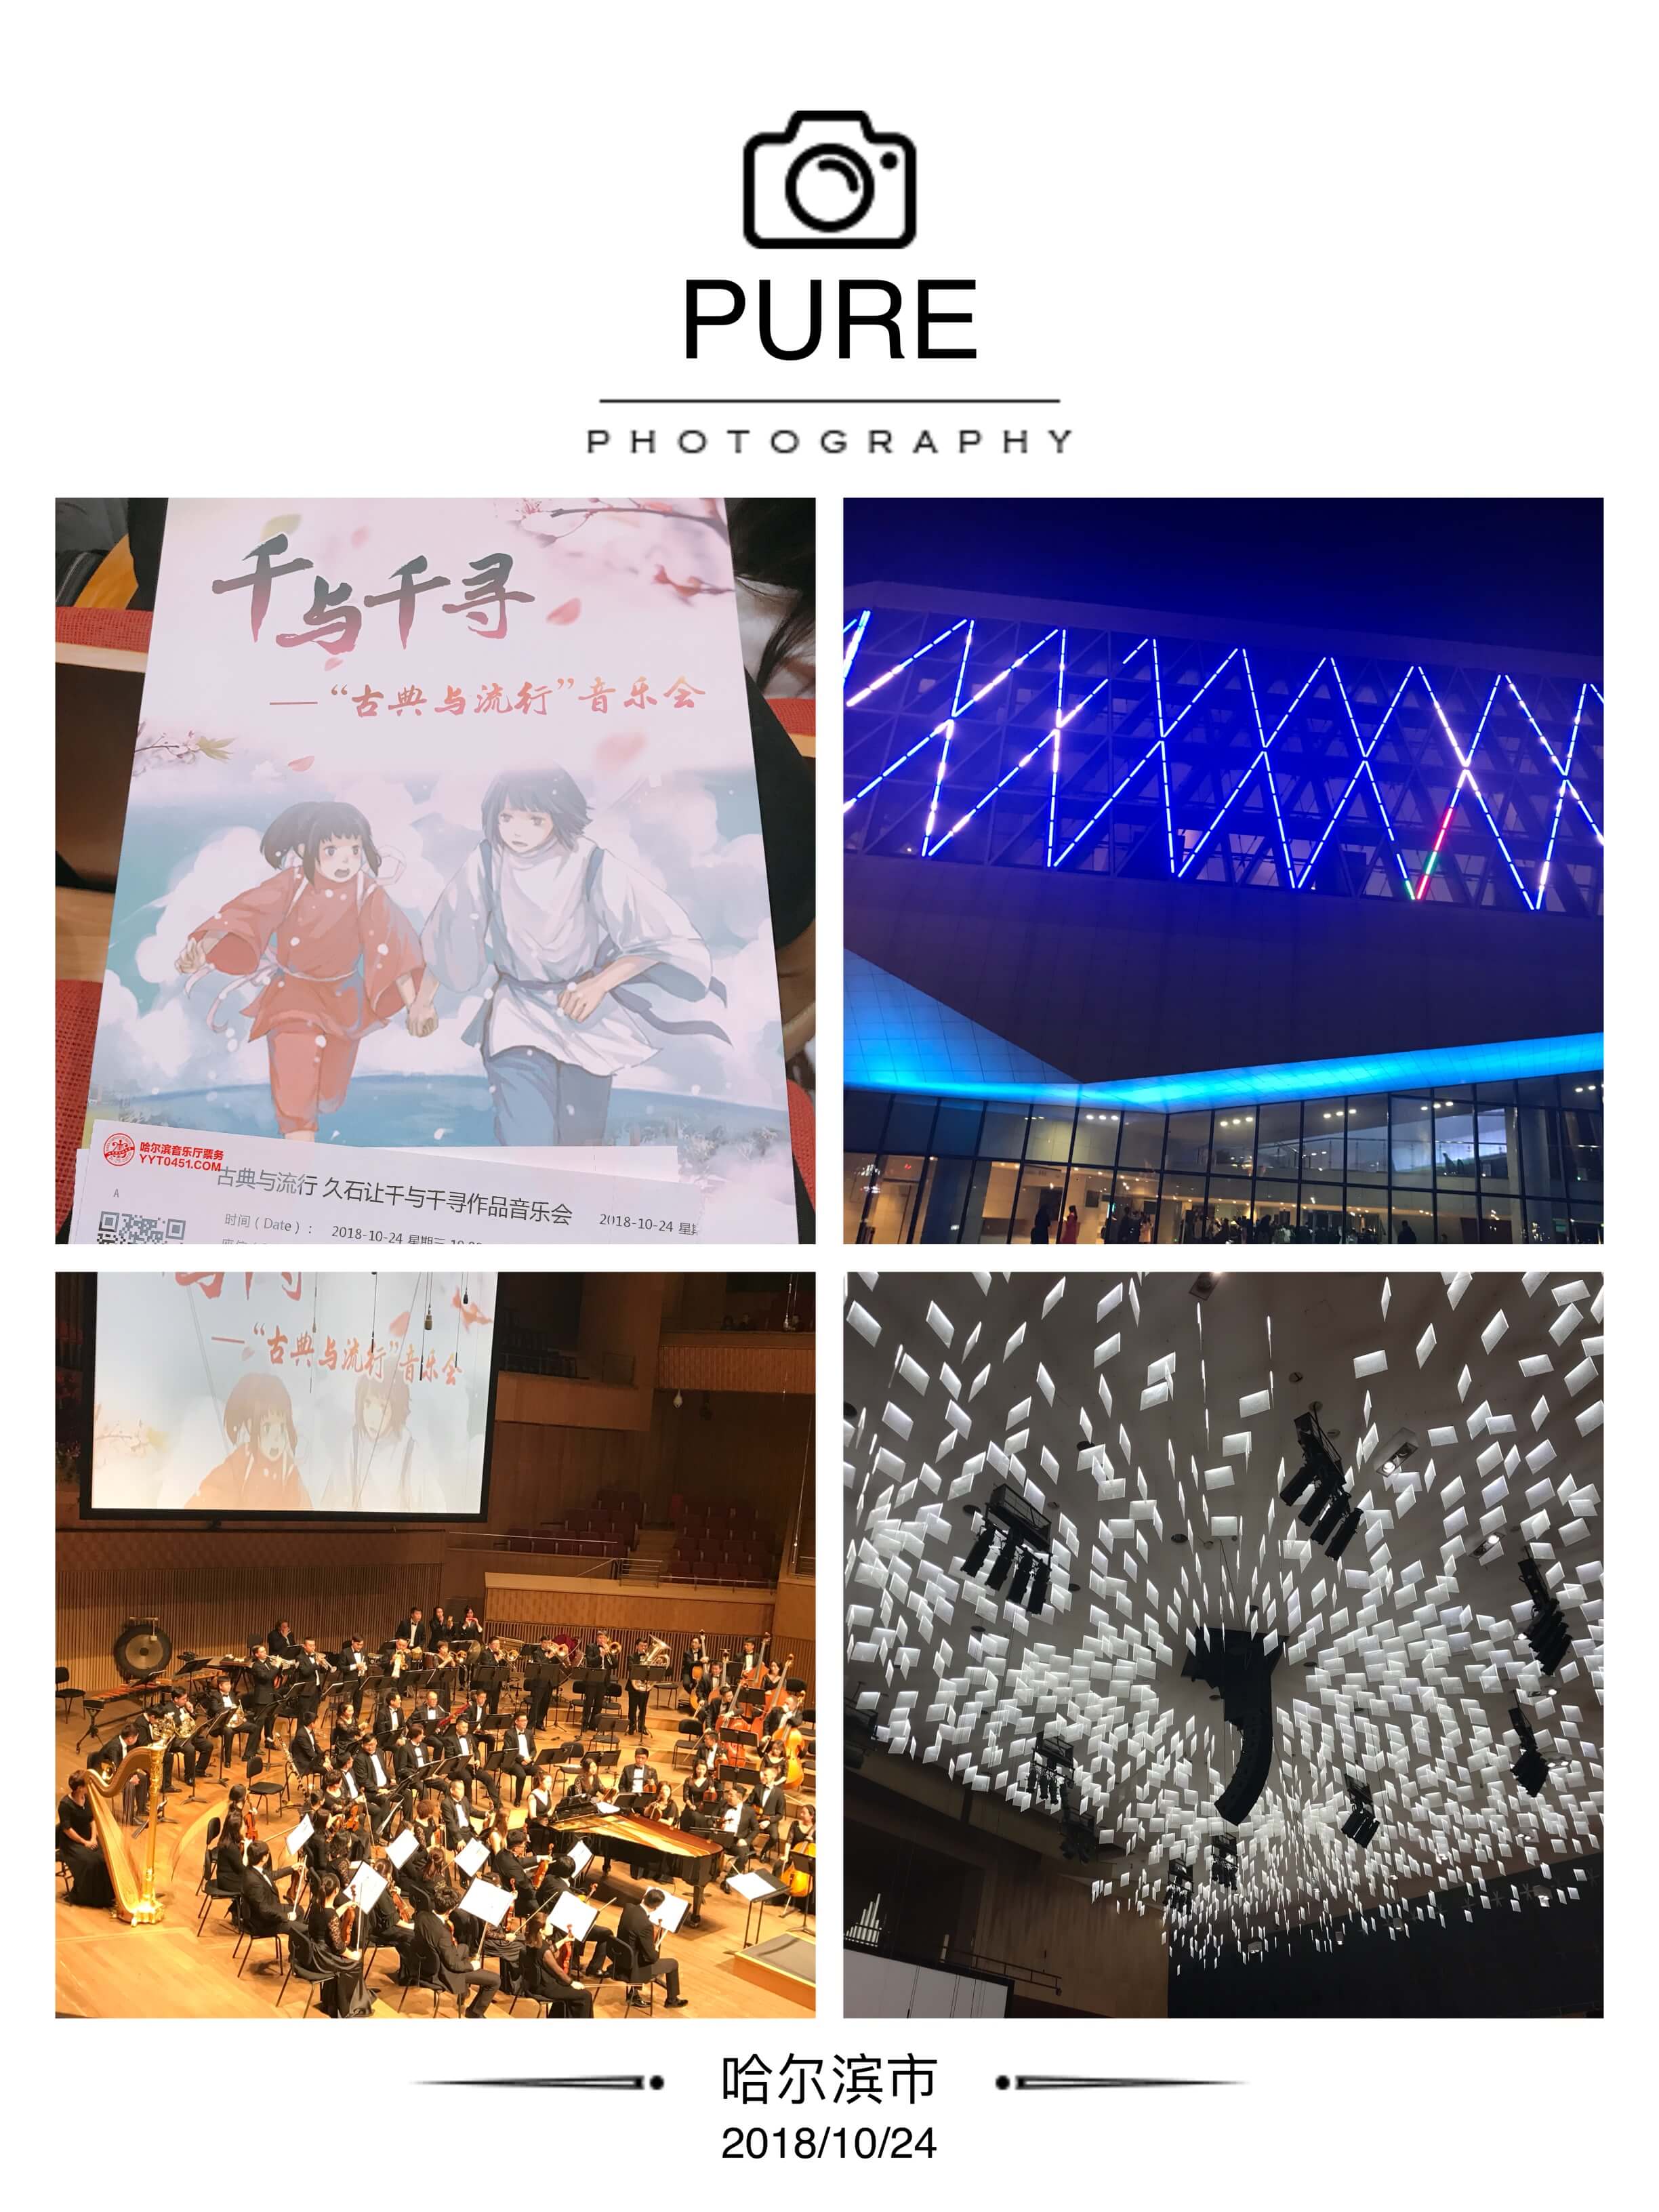 PURE
PHOTOGRAPHY
千与千寻
—“古典与流行”音乐会
哈尔滨音乐厅票务
YYT0451.COM
古典与流行 久石让千与千寻作品音乐会
A
时间（Date）： 2018-10-24 星期三
2018-10-24 星
—“古典与流行”音乐会
哈尔滨市
2018/10/24